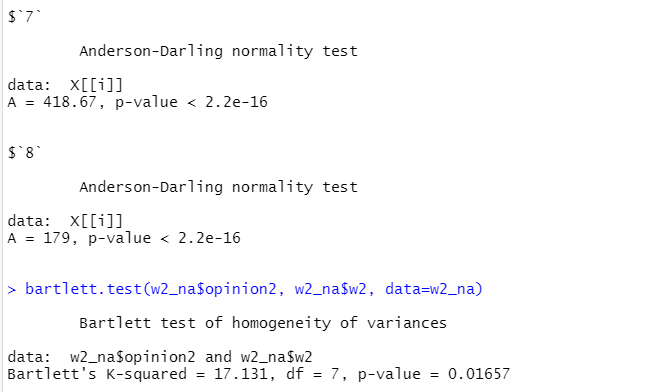 $`7`
Anderson-Darling normality test
data:  X[[i]]
A = 418.67, p-value < 2.2e-16
$`8`
Anderson-Darling normality test
data:  X[[i]]
A = 179, p-value < 2.2e-16
> bartlett.test(w2_na$opinion2, w2_na$w2, data=w2_na)
Bartlett test of homogeneity of variances
data:  w2_na$opinion2 and w2_na$w2
Bartlett's K-squared = 17.131, df = 7, p-value = 0.01657